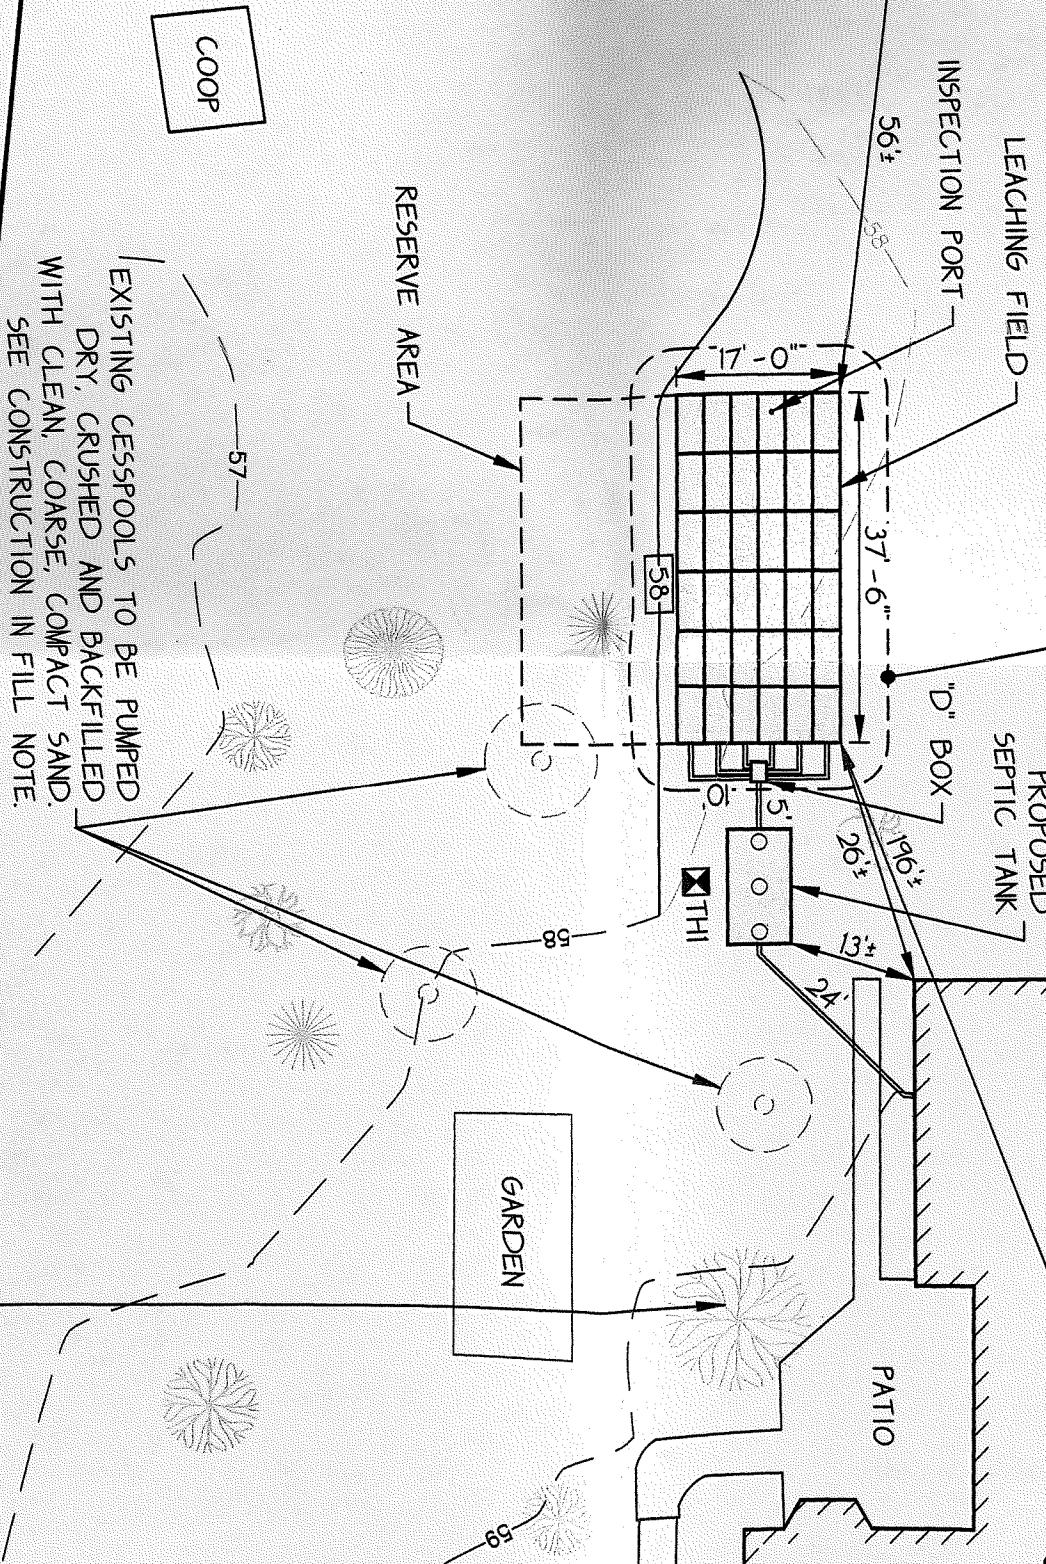 COOP
LEACHING FIELD
INSPECTION PORT
56'±
58
RESERVE AREA
17'-0"
37'-6"
58
57
EXISTING CESSPOOLS TO BE PUMPED
DRY, CRUSHED AND BACKFILLED
WITH CLEAN, COARSE, COMPACT SAND.
SEE CONSTRUCTION IN FILL NOTE.
PROPOSED
SEPTIC TANK
"D" BOX
10'
5'
196'±
26'±
TH1
58
13'±
24'
GARDEN
PATIO
59